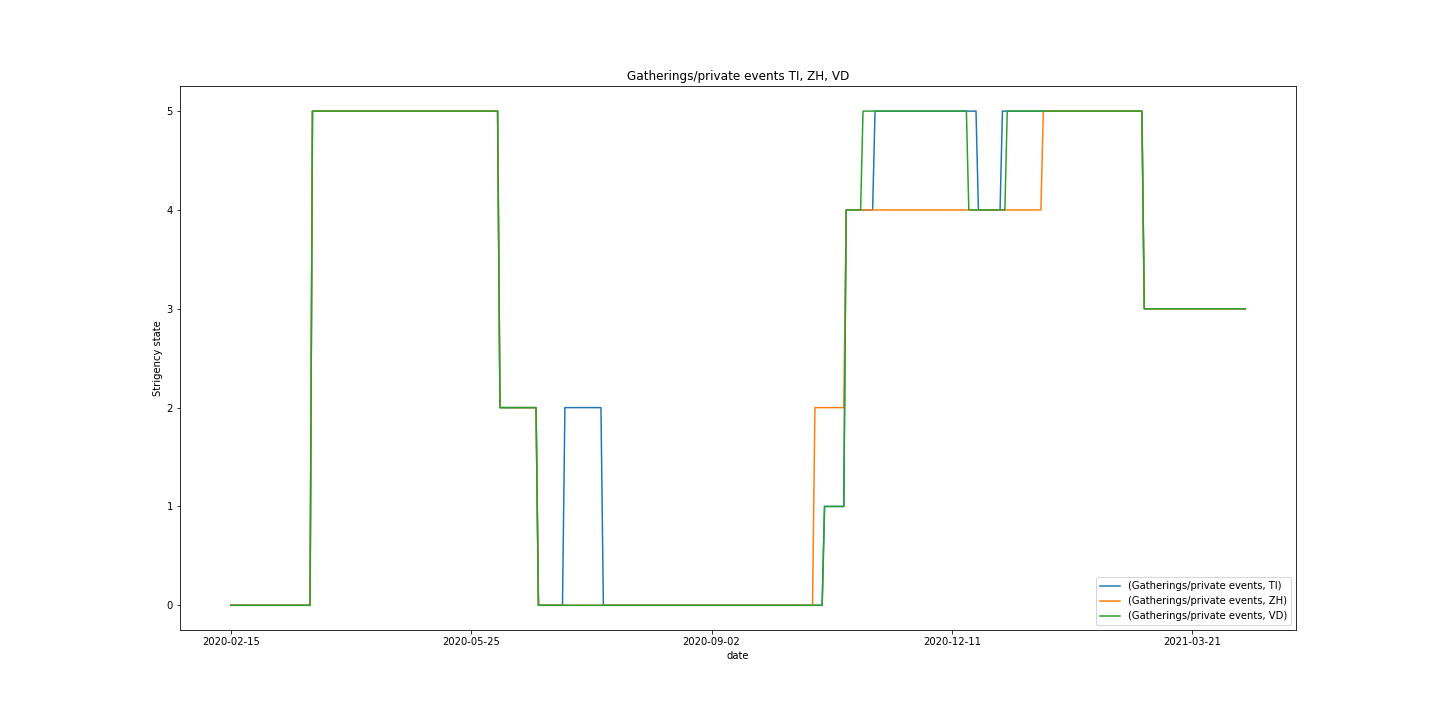 Gatherings/private events TI, ZH, VD
5
4
3
2
1
0
Strigency state
2020-02-15
2020-05-25
2020-09-02
2020-12-11
2021-03-21
date
(Gatherings/private events, TI)
(Gatherings/private events, ZH)
(Gatherings/private events, VD)